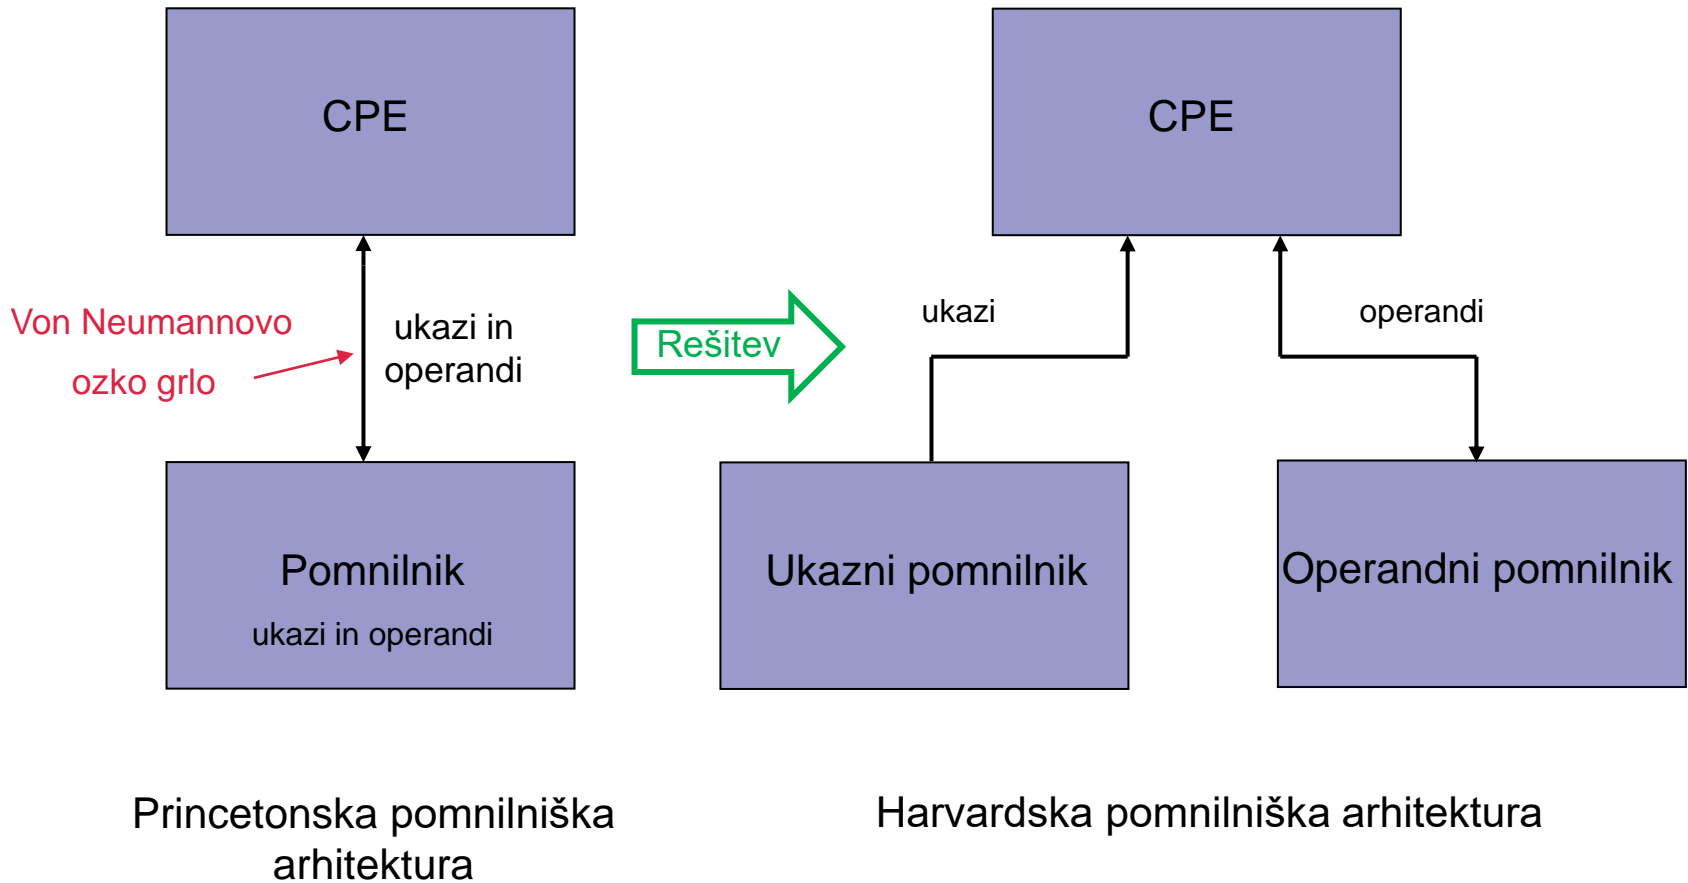 CPE
CPE
Von Neumannovo
ozko grlo
ukazi in
operandi
Rešitev
ukazi
operandi
Pomnilnik
ukazi in operandi
Ukazni pomnilnik
Operandni pomnilnik
Princetonska pomnilniška
arhitektura
Harvardska pomnilniška arhitektura